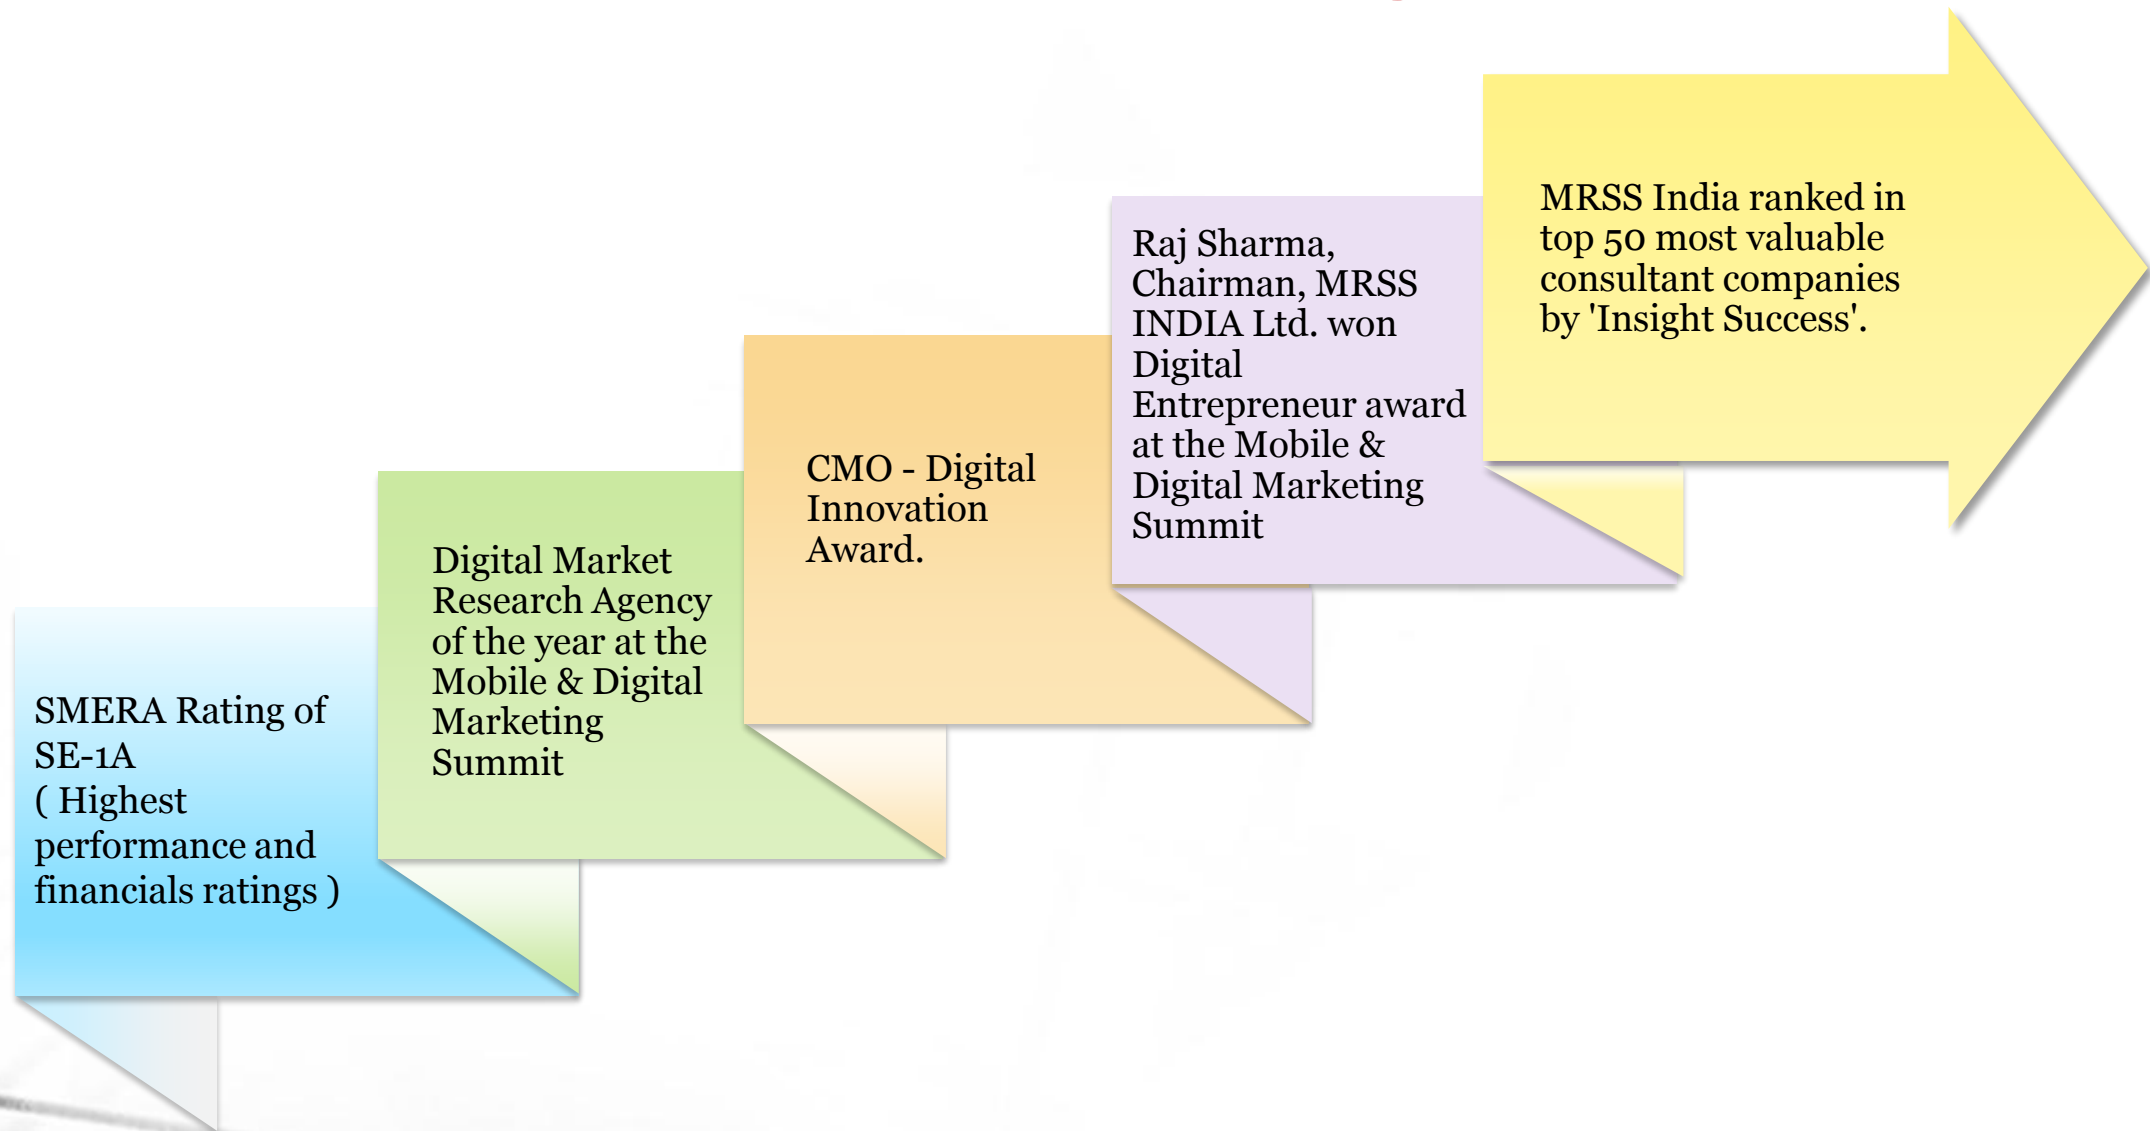 SMERA Rating of
SE-1A
( Highest
performance and
financials ratings )
Digital Market
Research Agency
of the year at the
Mobile & Digital
Marketing
Summit
CMO - Digital
Innovation
Award.
Raj Sharma,
Chairman, MRSS
INDIA Ltd. won
Digital
Entrepreneur award
at the Mobile &
Digital Marketing
Summit
MRSS India ranked in
top 50 most valuable
consultant companies
by 'Insight Success'.